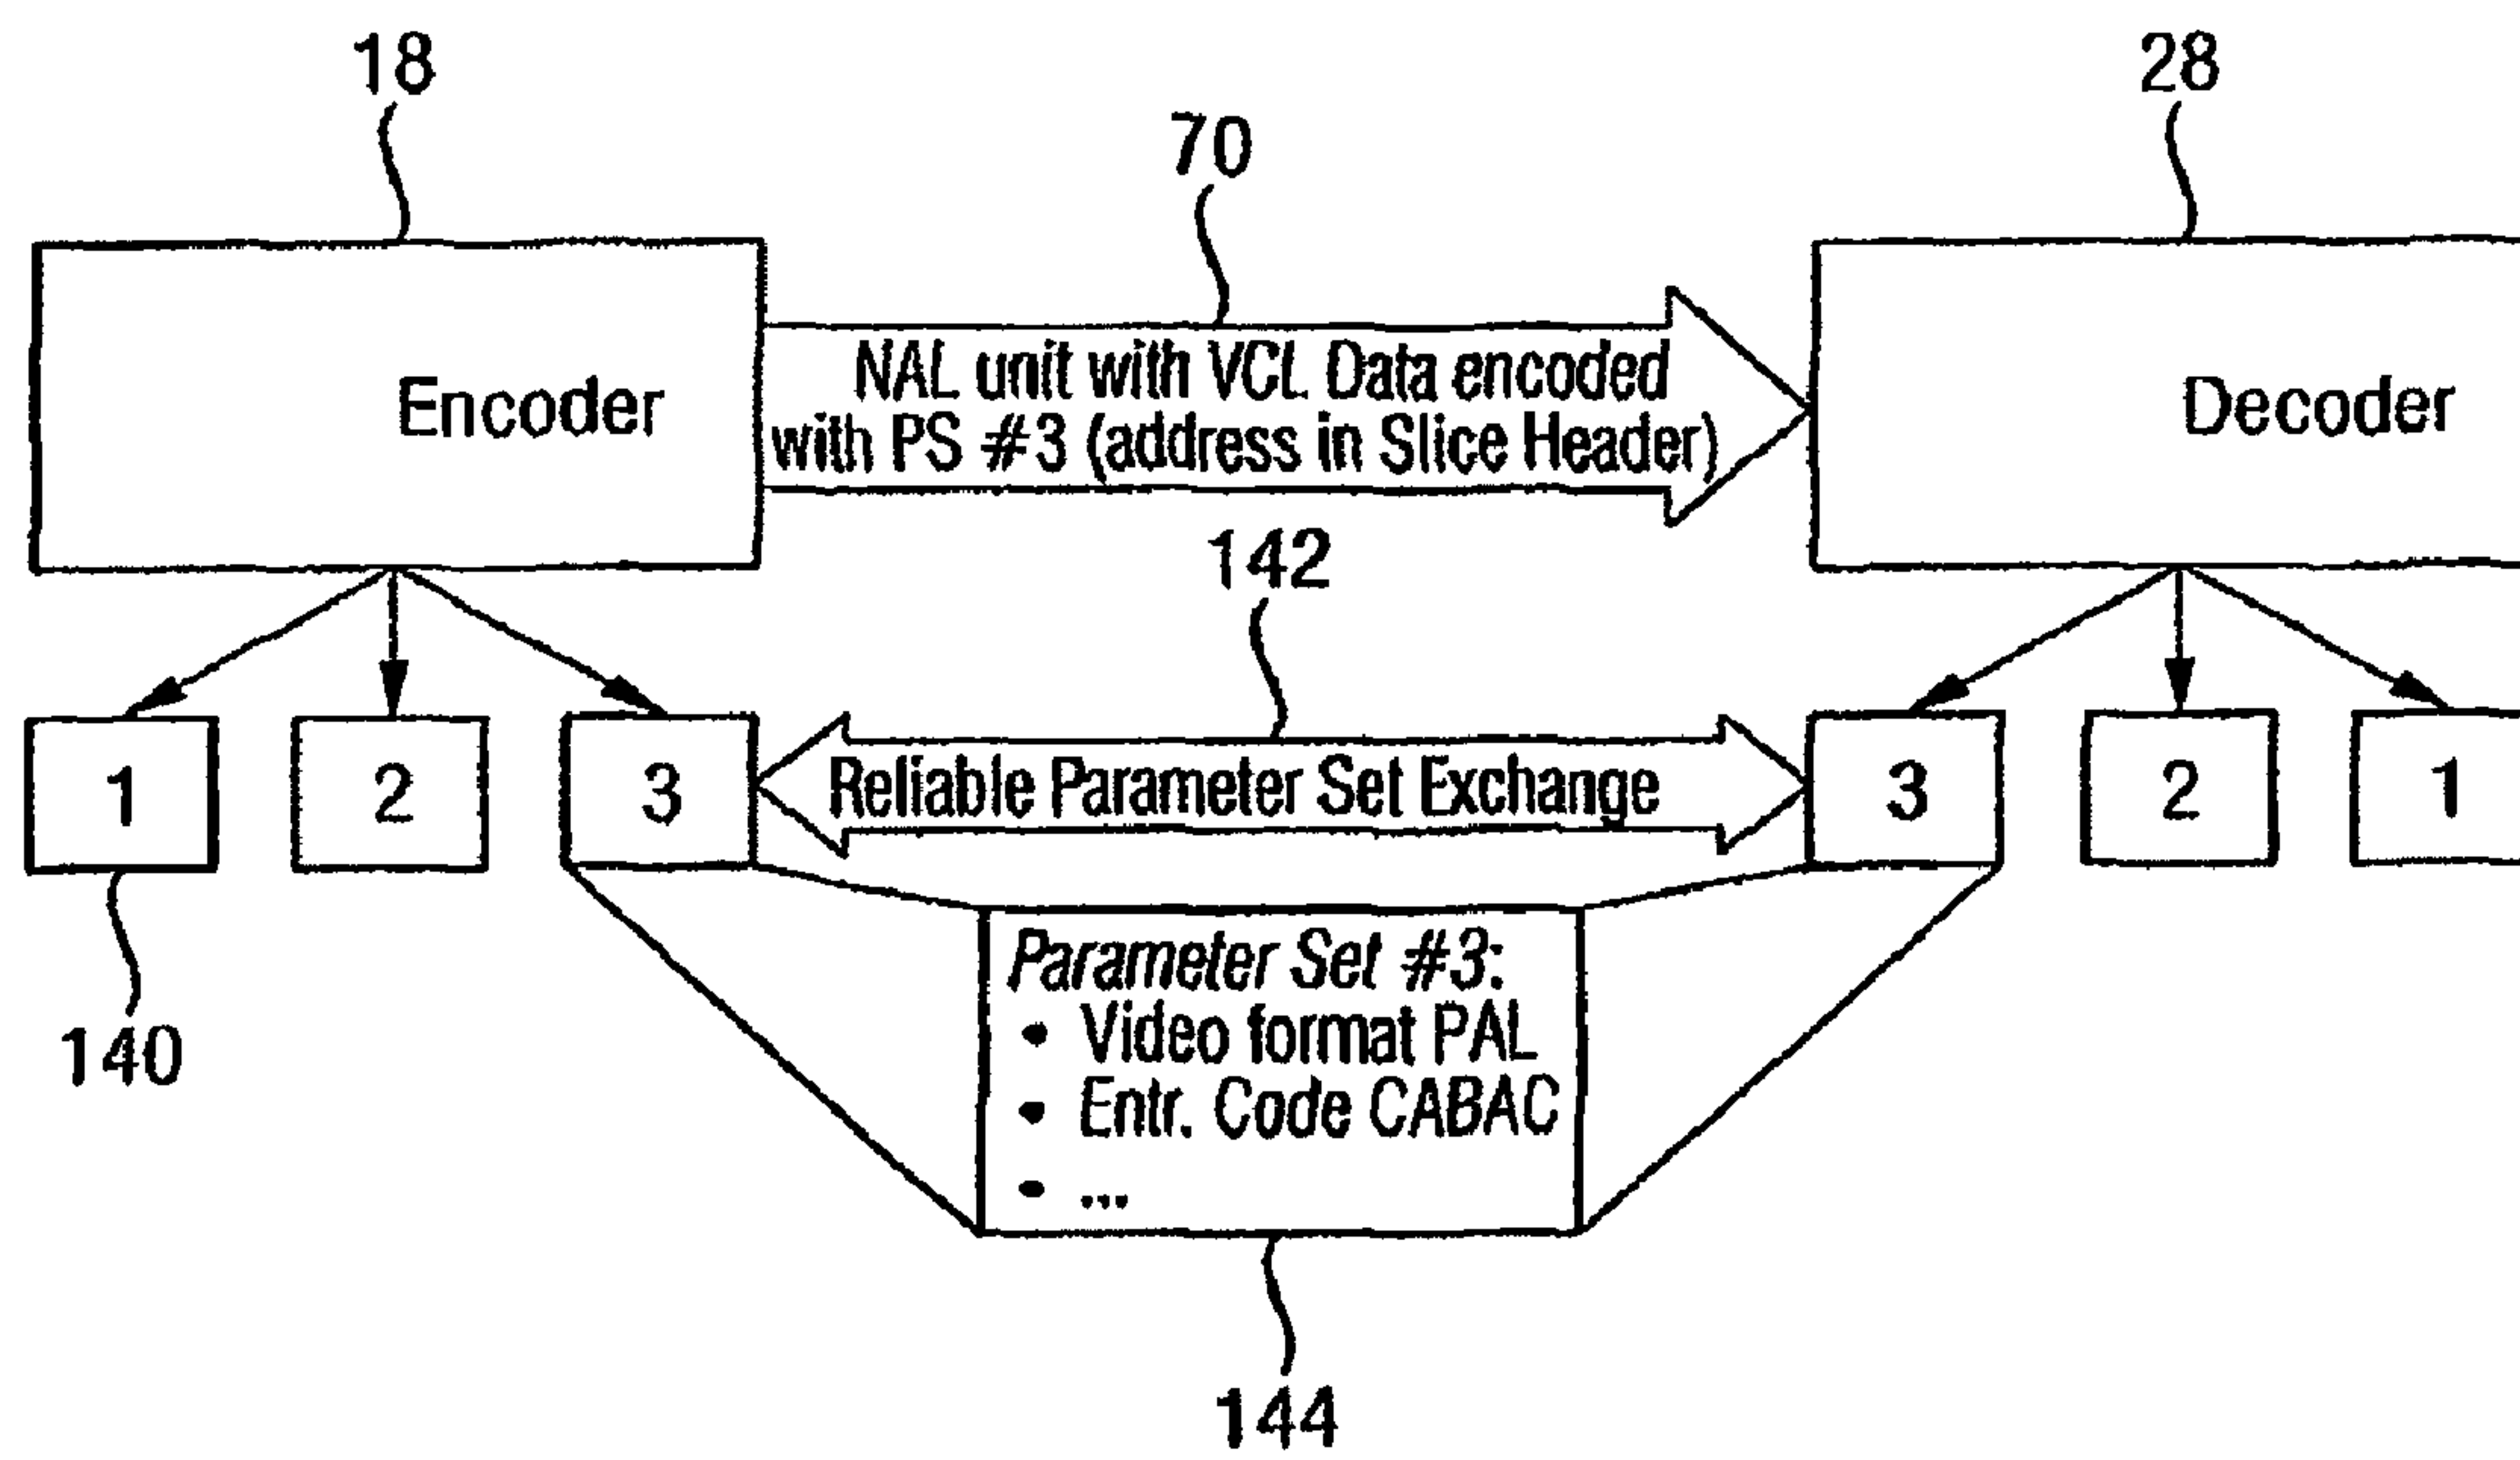 18
28
70
Encoder
NAL unit with VCL Data encoded
with PS #3 (address in Slice Header)
Decoder
142
1
2
3
Reliable Parameter Set Exchange
3
2
1
140
Parameter Set #3:
• Video format PAL
• Entr. Code CABAC
• ...
144